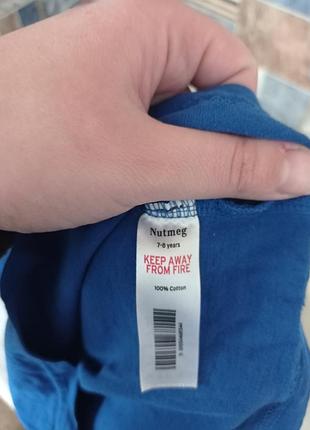 Nutmeg
7-8 years
KEEP AWAY
FROM FIRE
100% Cotton